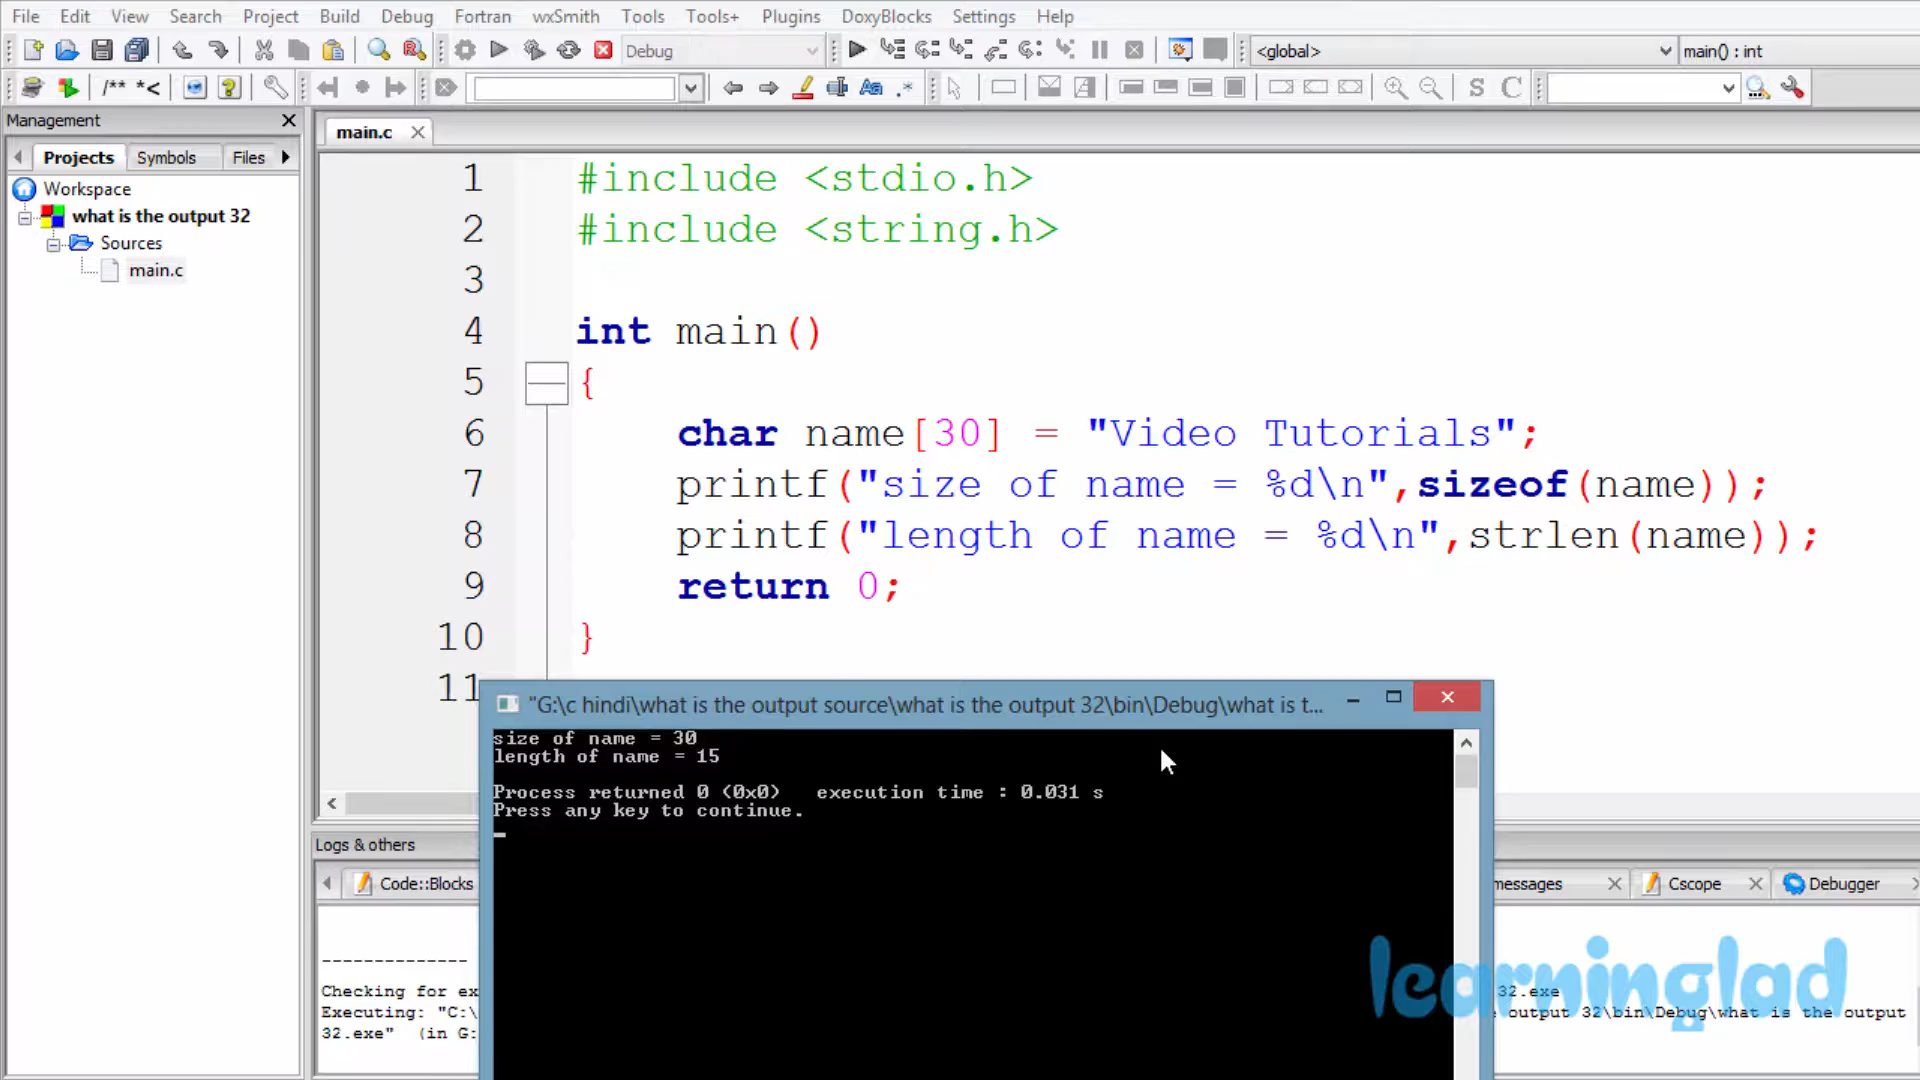 File Edit View Search Project Build Debug Fortran wxSmith Tools Tools+ Plugins DoxyBlocks Settings Help
Debug <global> main() : int
/** *< Aa .* S C
Management
main.c
Projects Symbols Files
Workspace
what is the output 32
Sources
main.c
1 #include <stdio.h>
2 #include <string.h>
3
4 int main()
5 {
6 char name[30] = "Video Tutorials";
7 printf("size of name = %d\n",sizeof(name));
8 printf("length of name = %d\n",strlen(name));
9 return 0;
10 }
11
"G:\c hindi\what is the output source\what is the output 32\bin\Debug\what is t...
size of name = 30
length of name = 15
Process returned 0 (0x0) execution time : 0.031 s
Press any key to continue.
Logs & others
Code::Blocks messages Cscope Debugger
--------------
Checking for ex 32.exe
Executing: "C:\ output 32\bin\Debug\what is the output
32.exe" (in G:
learninglad